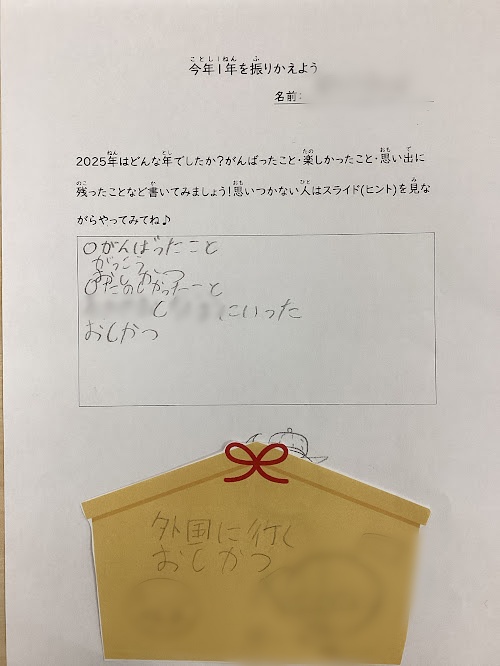 今年1年を振りかえよう
名前:
2025年はどんな年でしたか?がんばったこと・楽しかったこと・思い出に
残ったことなど書いてみましょう!思いつかない人はスライド(ヒント)を見な
がらやってみてね♪
○がんばったこと
がっこう
おしかつ
○たのしかったこと
にいった
おしかつ
外国に行く
おしかつ